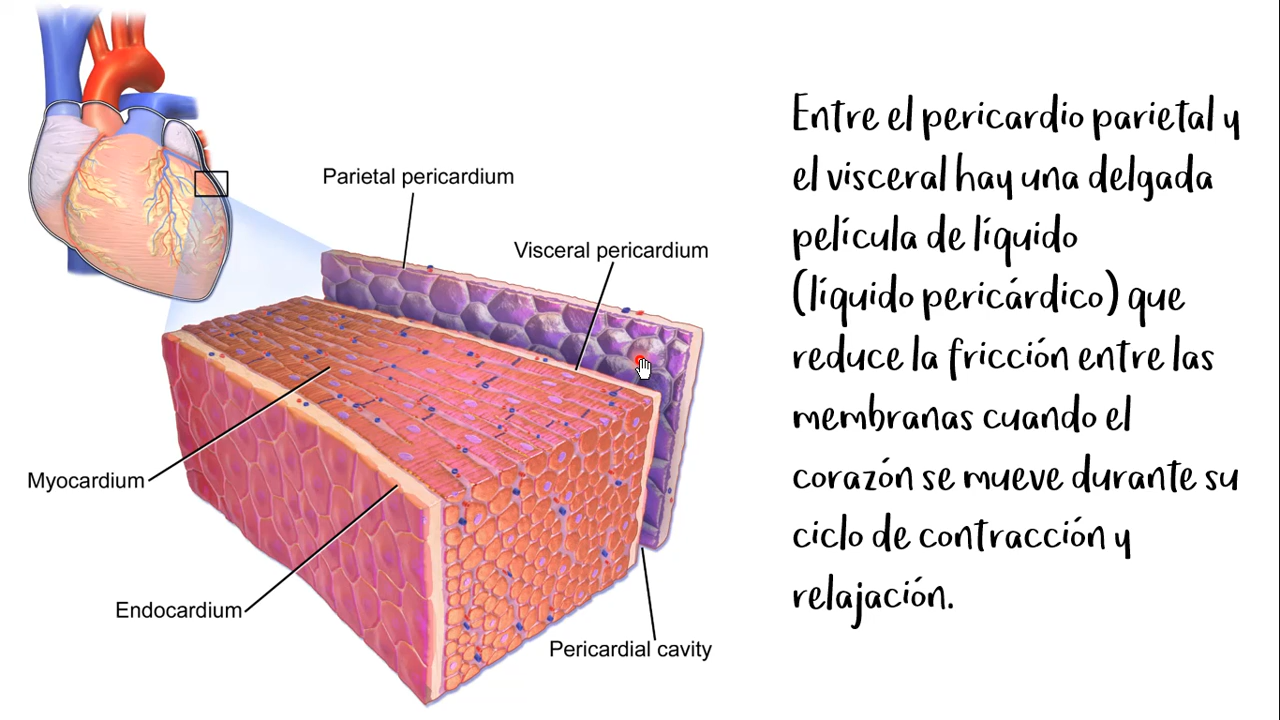 Parietal pericardium
Visceral pericardium
Myocardium
Endocardium
Pericardial cavity
Entre el pericardio parietal y
el visceral hay una delgada
película de líquido
(líquido pericárdico) que
reduce la fricción entre las
membranas cuando el
corazón se mueve durante su
ciclo de contracción y
relajación.